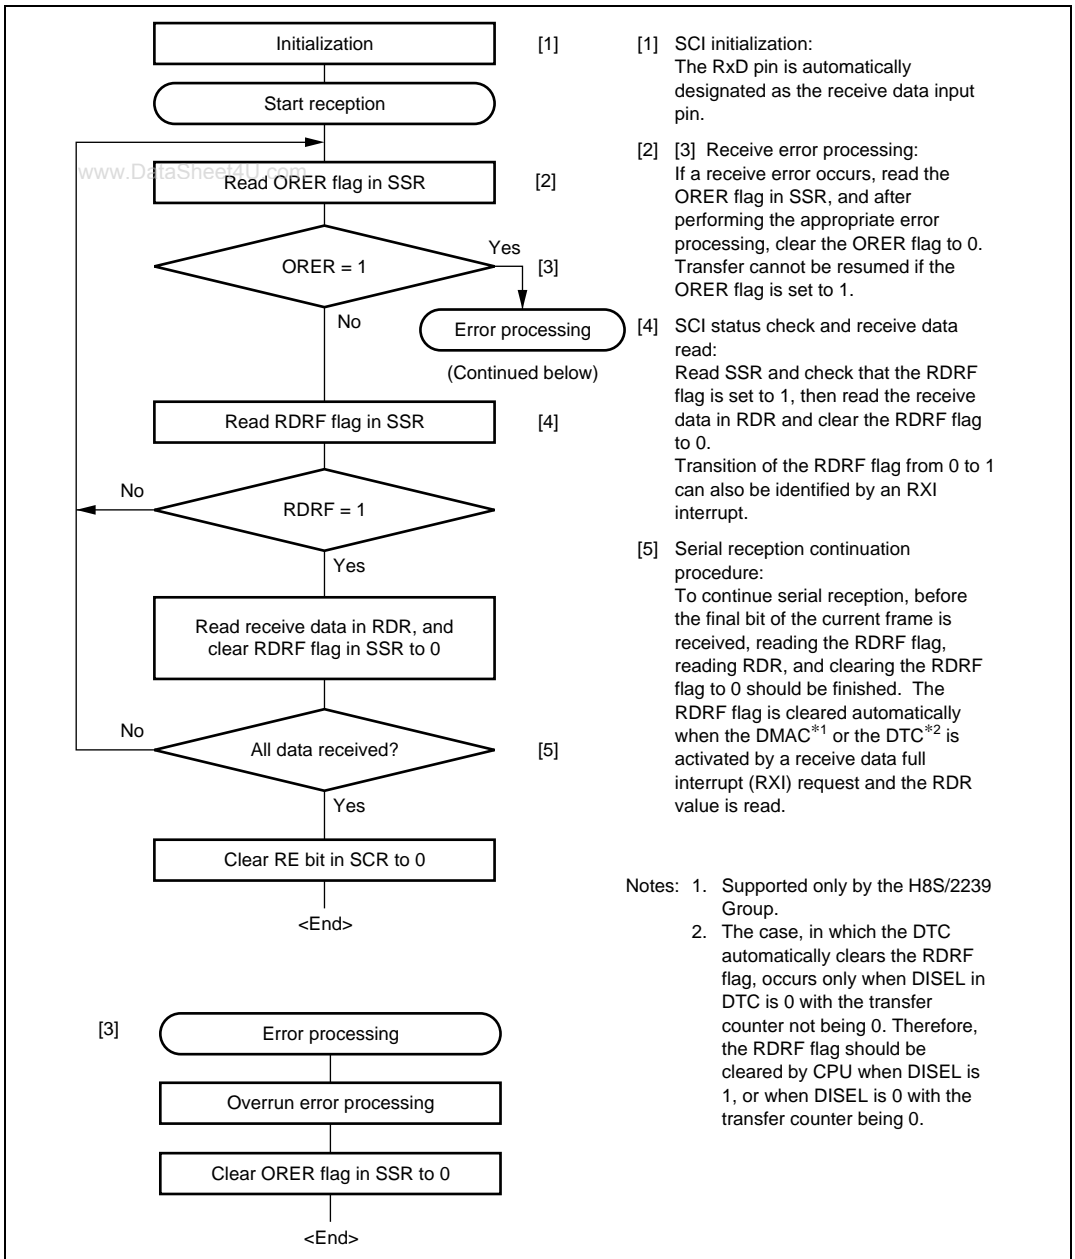 Initialization
[1]
Start reception
www.DataSheet4U.com
Read ORER flag in SSR
[2]
Yes
ORER = 1
[3]
No
Error processing
(Continued below)
Read RDRF flag in SSR
[4]
No
RDRF = 1
Yes
Read receive data in RDR, and
clear RDRF flag in SSR to 0
No
All data received?
[5]
Yes
Clear RE bit in SCR to 0
<End>
[3]
Error processing
Overrun error processing
Clear ORER flag in SSR to 0
<End>
[1] SCI initialization:
The RxD pin is automatically
designated as the receive data input
pin.
[2] [3] Receive error processing:
If a receive error occurs, read the
ORER flag in SSR, and after
performing the appropriate error
processing, clear the ORER flag to 0.
Transfer cannot be resumed if the
ORER flag is set to 1.
[4] SCI status check and receive data
read:
Read SSR and check that the RDRF
flag is set to 1, then read the receive
data in RDR and clear the RDRF flag
to 0.
Transition of the RDRF flag from 0 to 1
can also be identified by an RXI
interrupt.
[5] Serial reception continuation
procedure:
To continue serial reception, before
the final bit of the current frame is
received, reading the RDRF flag,
reading RDR, and clearing the RDRF
flag to 0 should be finished. The
RDRF flag is cleared automatically
when the DMAC*1 or the DTC*2 is
activated by a receive data full
interrupt (RXI) request and the RDR
value is read.
Notes: 1. Supported only by the H8S/2239
Group.
2. The case, in which the DTC
automatically clears the RDRF
flag, occurs only when DISEL in
DTC is 0 with the transfer
counter not being 0. Therefore,
the RDRF flag should be
cleared by CPU when DISEL is
1, or when DISEL is 0 with the
transfer counter being 0.